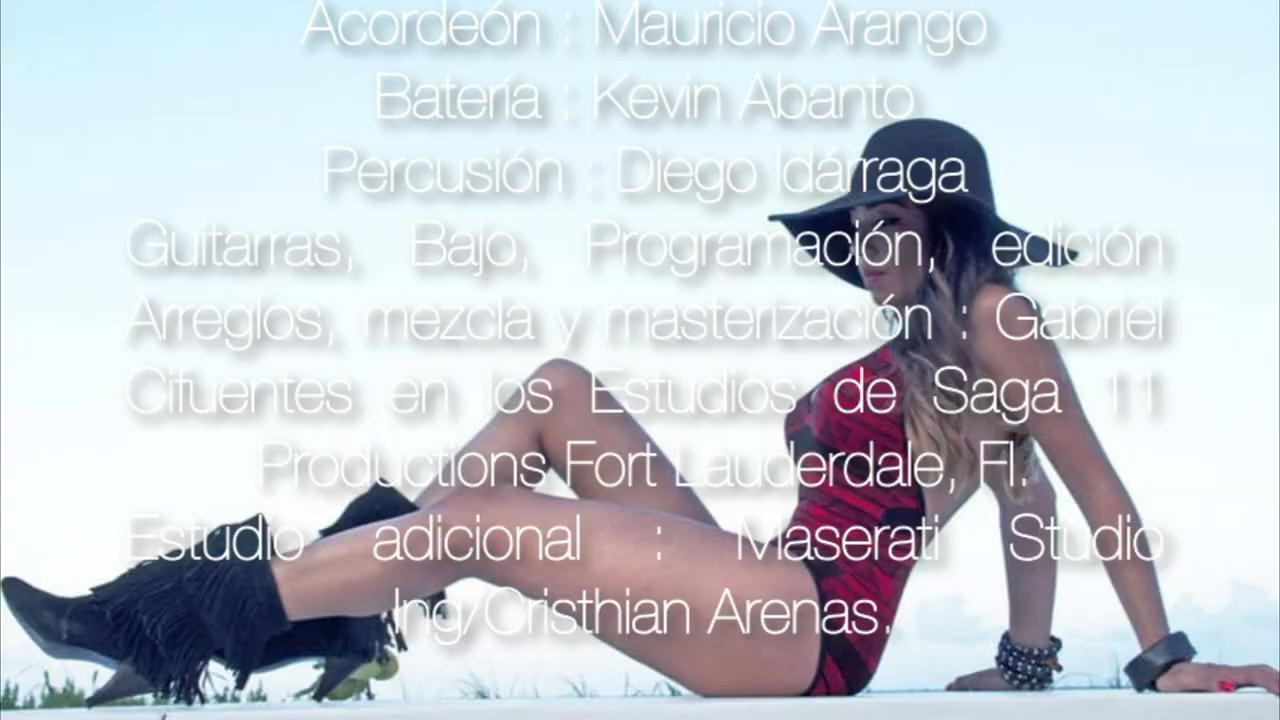 Acordeón : Mauricio Arango
Batería : Kevin Abanto
Percusión : Diego Idárraga
Guitarras, Bajo, Programación, edición
Arreglos, mezcla y masterización : Gabriel
Cifuentes en los Estudios de Saga 11
Productions Fort Lauderdale, Fl.
Estudio adicional : Maserati Studio
Ing/Cristhian Arenas.